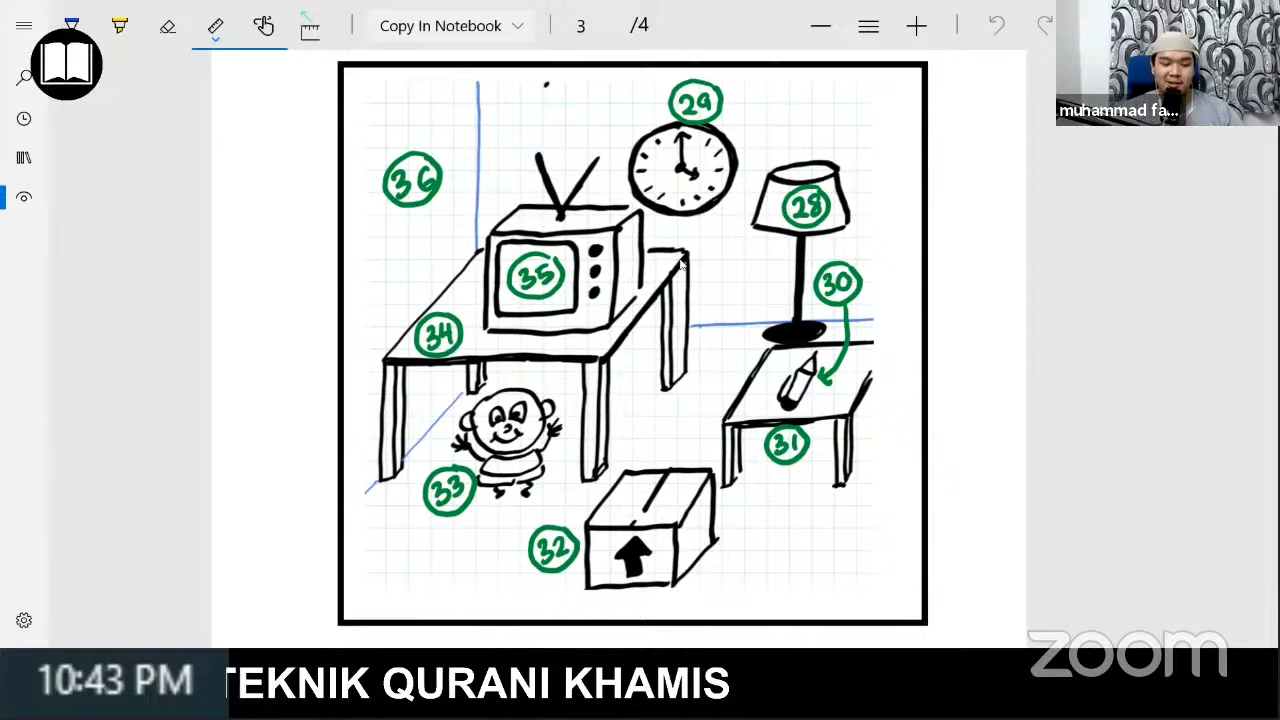 Copy In Notebook
3 /4
muhammad fa...
29
36
28
35
30
34
31
33
32
zoom
10:43 PM TEKNIK QURANI KHAMIS